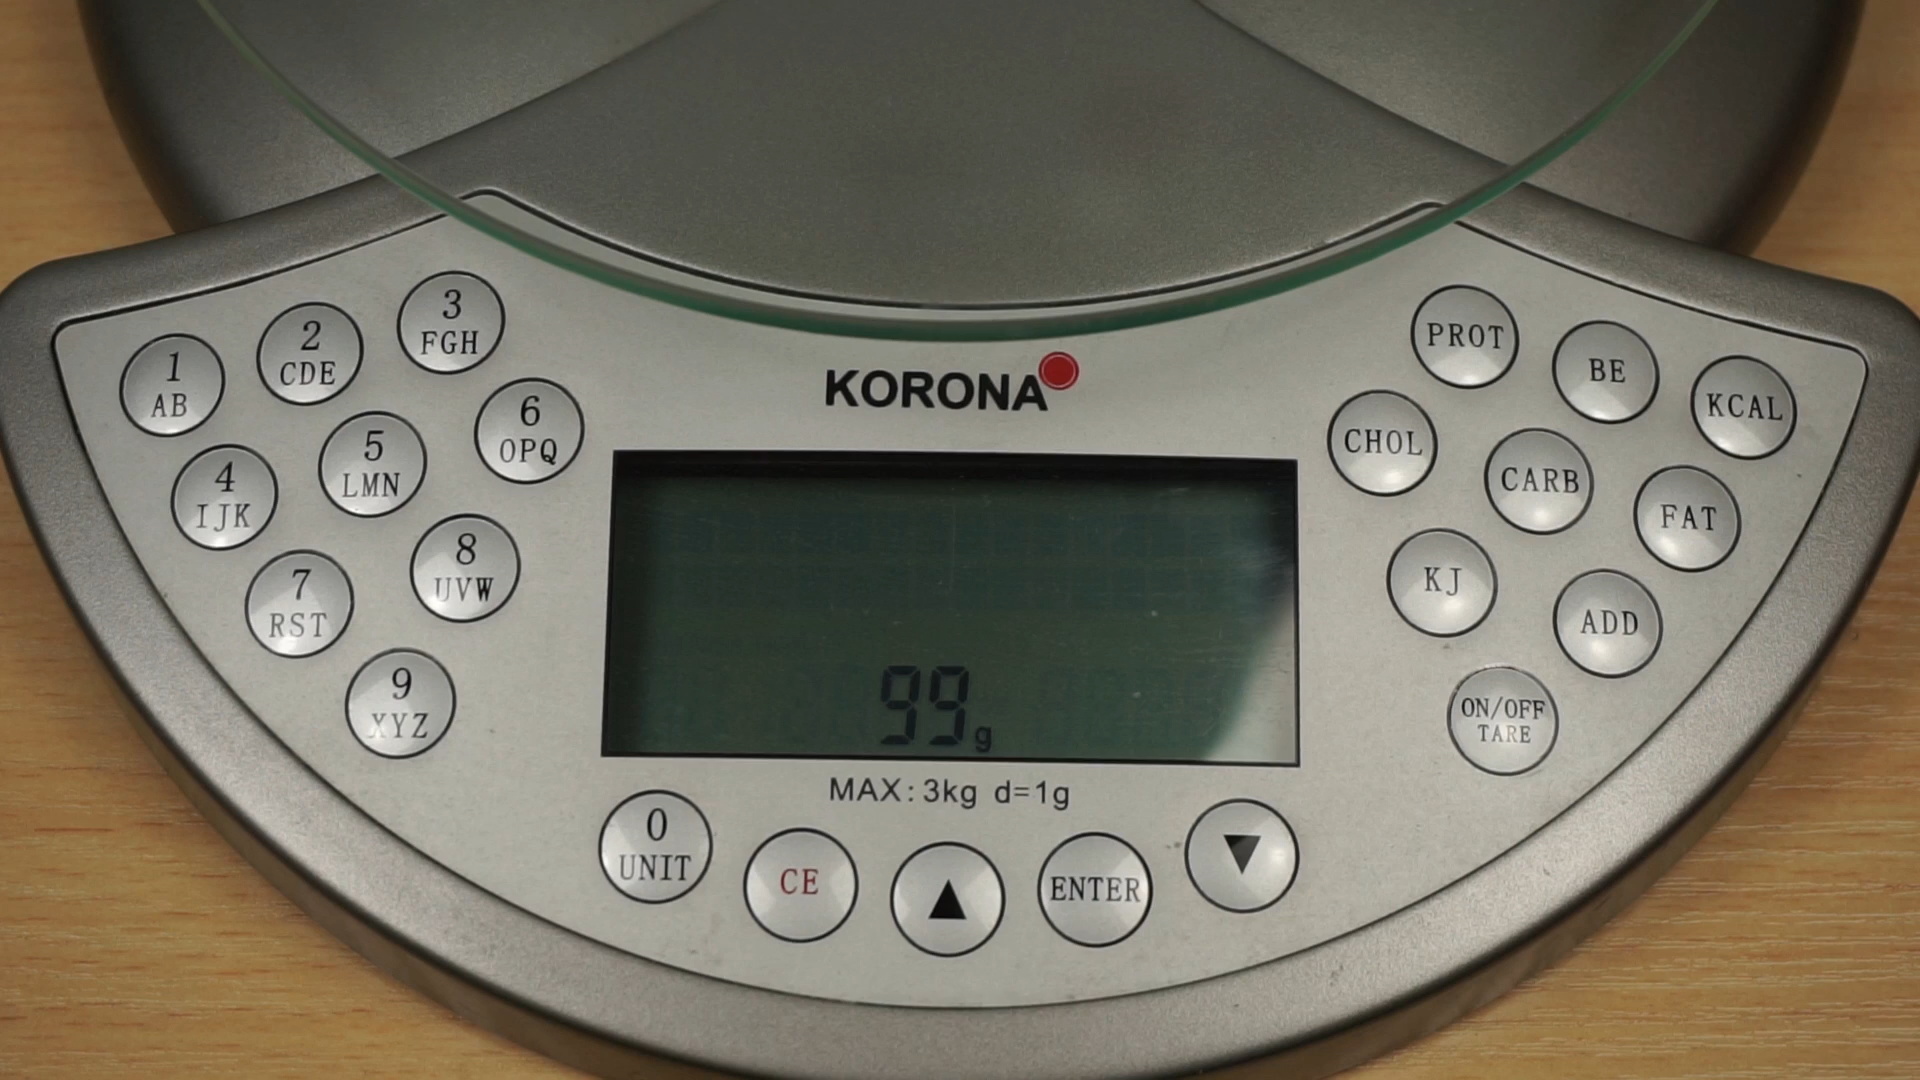 KORONA
1
AB
2
CDE
3
FGH
4
IJK
5
LMN
6
OPQ
7
RST
8
UVW
9
XYZ
99g
MAX: 3kg d=1g
0
UNIT
CE
▲
ENTER
▼
PROT
BE
KCAL
CHOL
CARB
FAT
KJ
ADD
ON/OFF
TARE